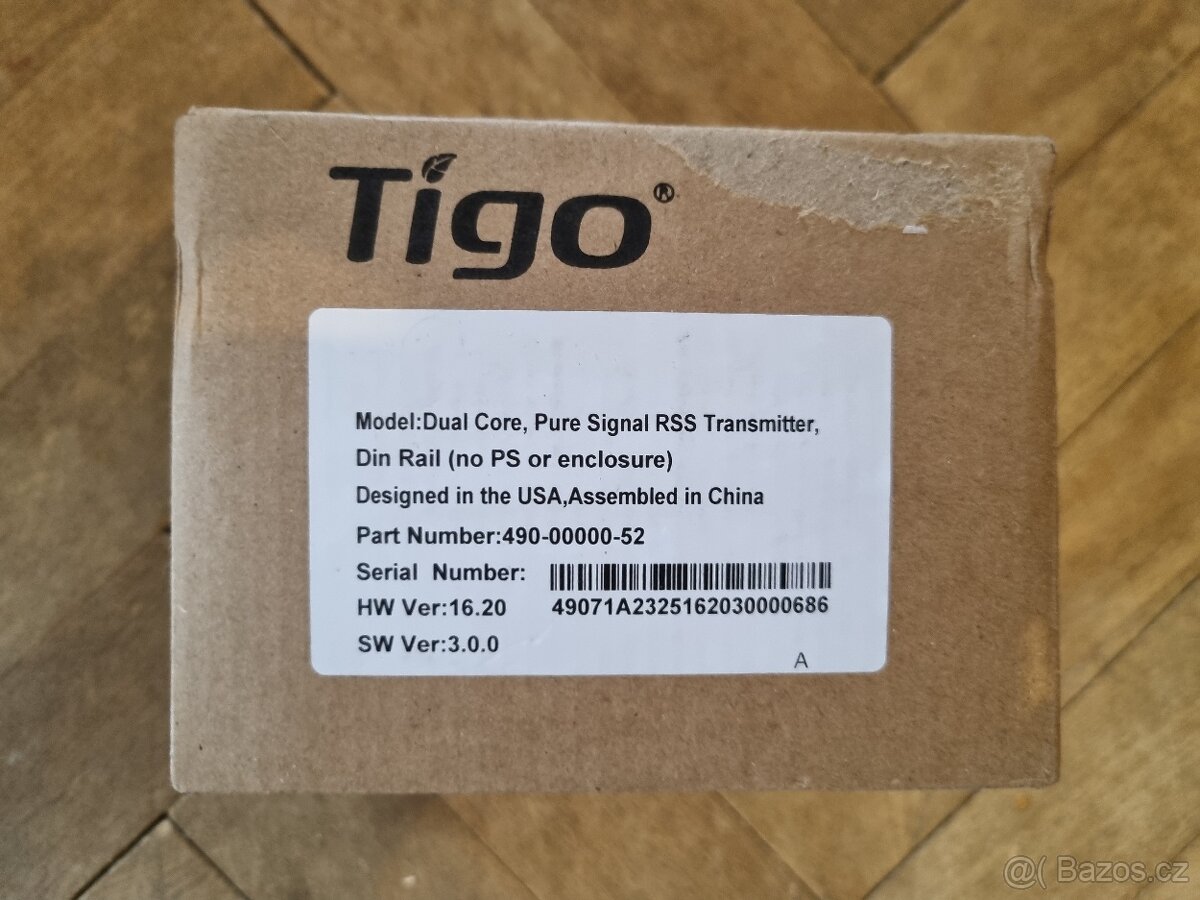 Tigo®
Model:Dual Core, Pure Signal RSS Transmitter,
Din Rail (no PS or enclosure)
Designed in the USA,Assembled in China
Part Number:490-00000-52
Serial Number:
HW Ver:16.20
49071A2325162030000686
SW Ver:3.0.0
A
@( Bazos.cz